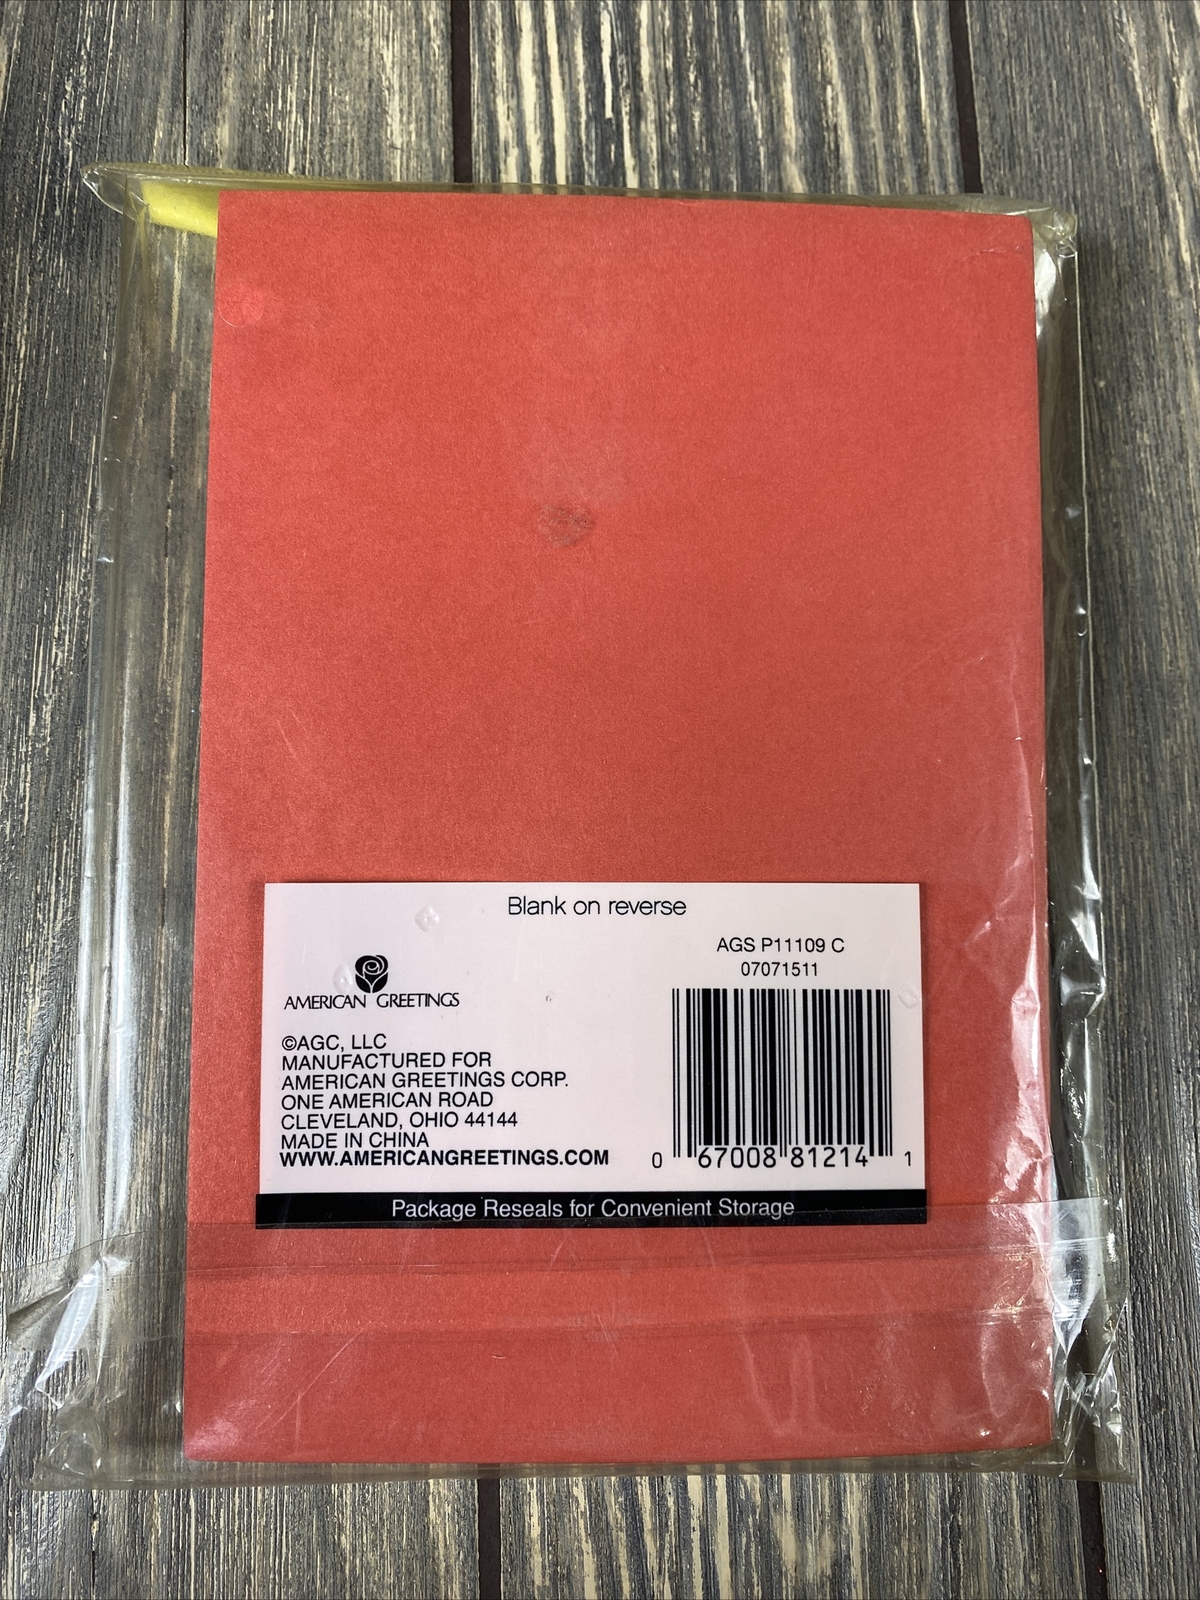 Blank on reverse
AGS P11109 C
07071511
AMERICAN GREETINGS
©AGC, LLC
MANUFACTURED FOR
AMERICAN GREETINGS CORP.
ONE AMERICAN ROAD
CLEVELAND, OHIO 44144
MADE IN CHINA
WWW.AMERICANGREETINGS.COM
0 67008 81214 1
Package Reseals for Convenient Storage